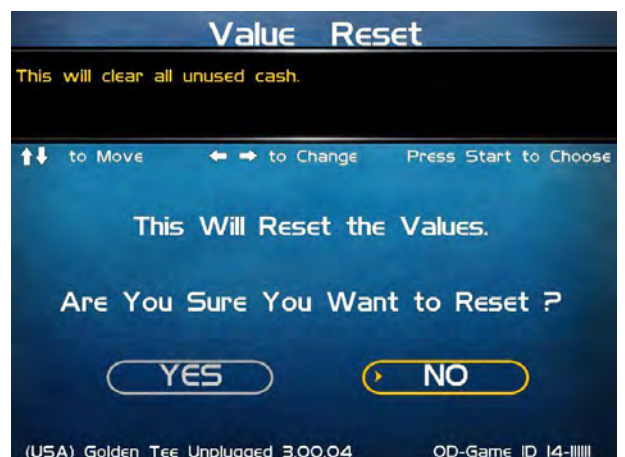 Value Reset
This will clear all unused cash.
to Move to Change Press Start to Choose
This Will Reset the Values.
Are You Sure You Want to Reset ?
YES NO
(USA) Golden Tee Unplugged 3.00.04 OD-Game ID 14-111111